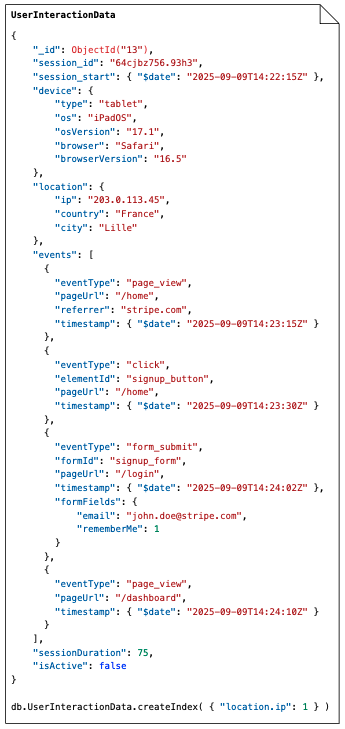 UserInteractionData
{
    "_id": ObjectId("13"),
    "session_id": "64cjbz756.93h3",
    "session_start": { "$date": "2025-09-09T14:22:15Z" },
    "device": {
        "type": "tablet",
        "os": "iPadOS",
        "osVersion": "17.1",
        "browser": "Safari",
        "browserVersion": "16.5"
    },
    "location": {
        "ip": "203.0.113.45",
        "country": "France",
        "city": "Lille"
    },
    "events": [
      {
        "eventType": "page_view",
        "pageUrl": "/home",
        "referrer": "stripe.com",
        "timestamp": { "$date": "2025-09-09T14:23:15Z" }
      },
      {
        "eventType": "click",
        "elementId": "signup_button",
        "pageUrl": "/home",
        "timestamp": { "$date": "2025-09-09T14:23:30Z" }
      },
      {
        "eventType": "form_submit",
        "formId": "signup_form",
        "pageUrl": "/login",
        "timestamp": { "$date": "2025-09-09T14:24:02Z" },
        "formFields": {
            "email": "john.doe@stripe.com",
            "rememberMe": 1
        }
      },
      {
        "eventType": "page_view",
        "pageUrl": "/dashboard",
        "timestamp": { "$date": "2025-09-09T14:24:10Z" }
      }
    ],
    "sessionDuration": 75,
    "isActive": false
}
db.UserInteractionData.createIndex( { "location.ip": 1 } )